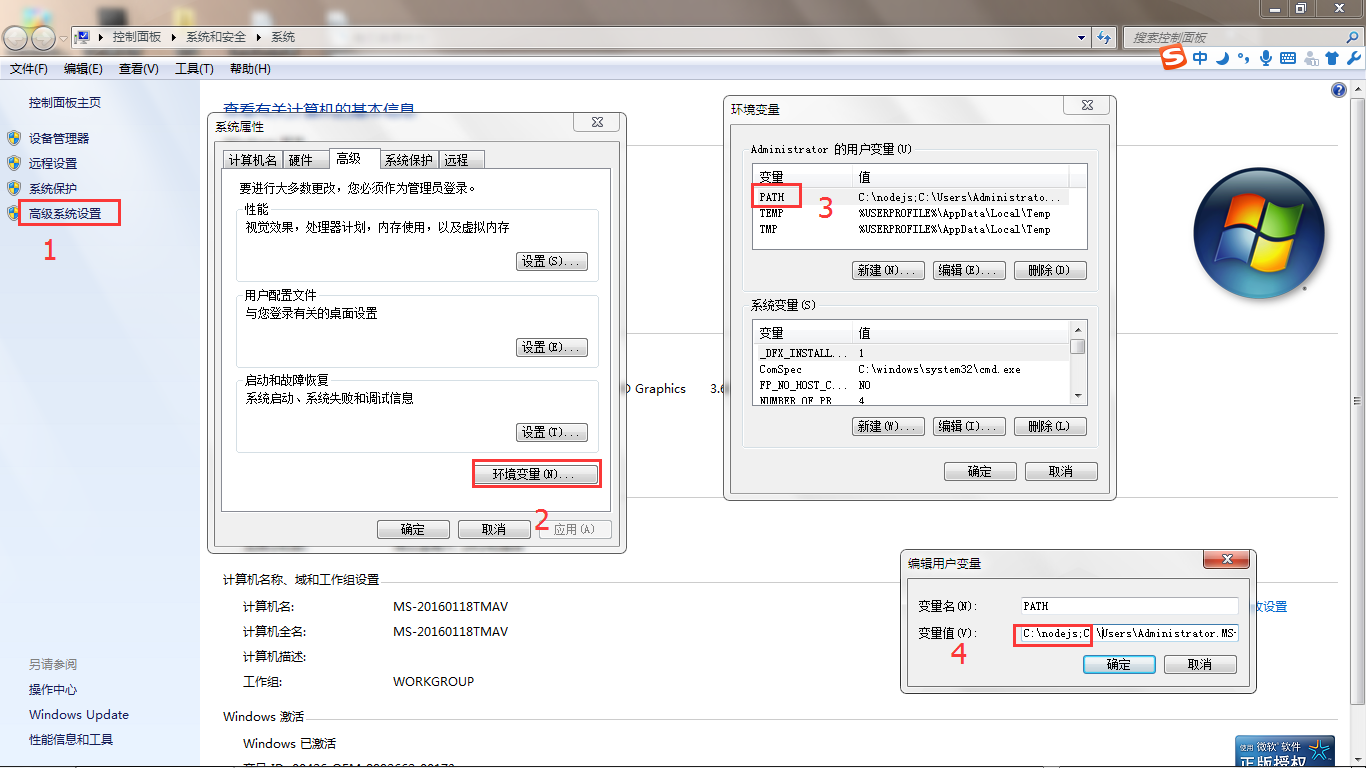 控制面板 系统和安全 系统
搜索控制面板
文件(F) 编辑(E) 查看(V) 工具(T) 帮助(H)
中
控制面板主页
设备管理器
远程设置
系统保护
高级系统设置
1
查看有关计算机的基本信息
系统属性
计算机名 硬件 高级 系统保护 远程
要进行大多数更改，您必须作为管理员登录。
性能
视觉效果，处理器计划，内存使用，以及虚拟内存
设置(S)...
用户配置文件
与您登录有关的桌面设置
设置(E)...
启动和故障恢复
系统启动、系统失败和调试信息
设置(T)...
环境变量(N)...
2
确定 取消 应用(A)
环境变量
Administrator 的用户变量(U)
变量 值
PATH C:\nodejs;C:\Users\Administrato...
TEMP %USERPROFILE%\AppData\Local\Temp
TMP %USERPROFILE%\AppData\Local\Temp
3
新建(N)... 编辑(E)... 删除(D)
系统变量(S)
变量 值
_DFX_INSTALL... 1
ComSpec C:\windows\system32\cmd.exe
FP_NO_HOST_C... NO
NUMBER_OF_PR... 4
新建(W)... 编辑(I)... 删除(L)
确定 取消
Graphics 3.6
编辑用户变量
变量名(N): PATH
变量值(V): C:\nodejs;C:\Users\Administrator.MS-
4
确定 取消
改设置
计算机名称、域和工作组设置
计算机名: MS-20160118TMAV
计算机全名: MS-20160118TMAV
计算机描述:
工作组: WORKGROUP
Windows 激活
Windows 已激活
另请参阅
操作中心
Windows Update
性能信息和工具
使用 微软 软件
正版授权